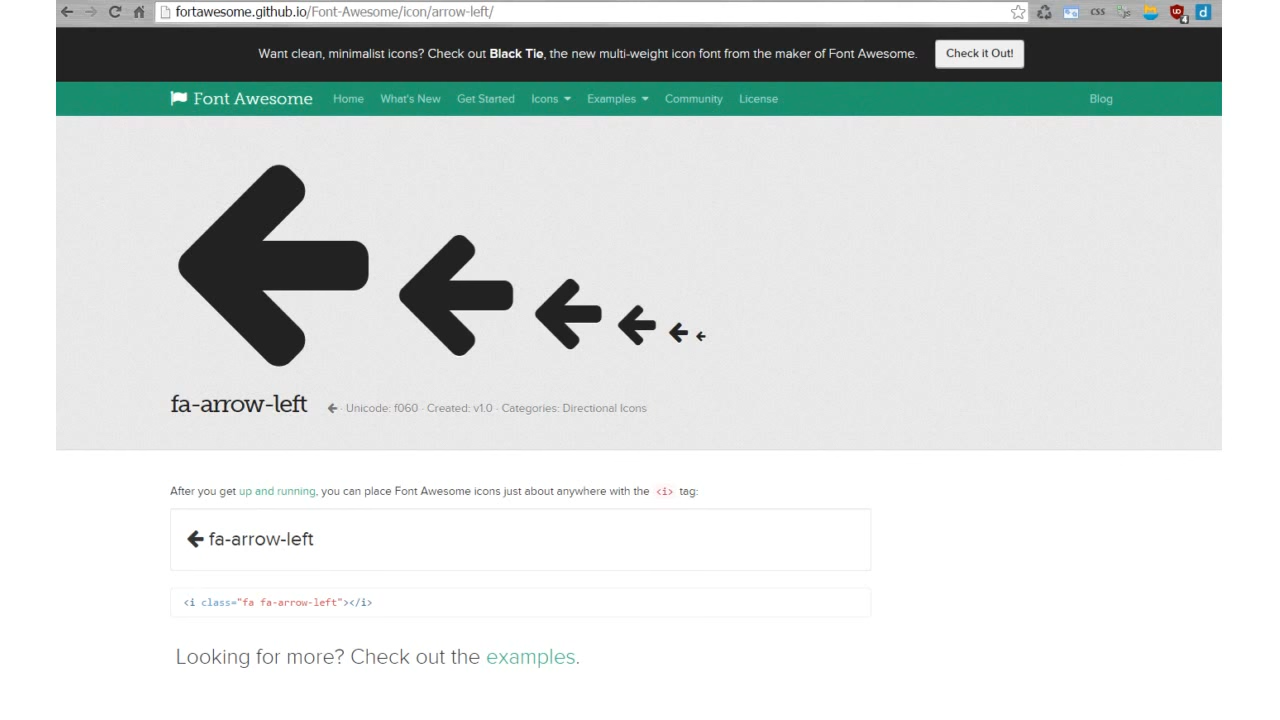 fortawesome.github.io/Font-Awesome/icon/arrow-left/
CSS
js
UD
4
d
Want clean, minimalist icons? Check out Black Tie, the new multi-weight icon font from the maker of Font Awesome.
Check it Out!
Font Awesome Home What's New Get Started Icons Examples Community License Blog
fa-arrow-left · Unicode: f060 · Created: v1.0 · Categories: Directional Icons
After you get up and running, you can place Font Awesome icons just about anywhere with the <i> tag:
fa-arrow-left
<i class="fa fa-arrow-left"></i>
Looking for more? Check out the examples.